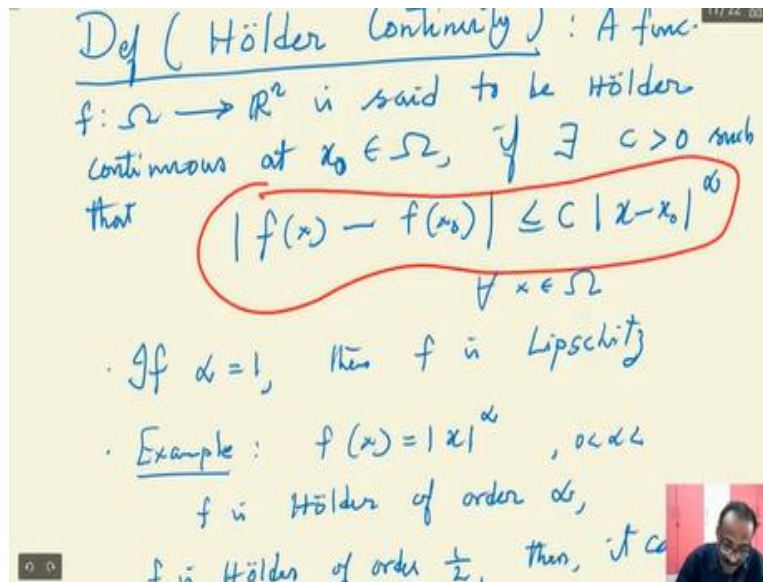 Def ( Hölder Continuity ) : A func.
f : Ω → ℝ² is said to be Hölder
continuous at x₀ ∈ Ω, if ∃ C > 0 such
that
| f(x) − f(x₀) | ≤ C | x − x₀ |^α
∀ x ∈ Ω
· If α = 1, then f is Lipschitz
· Example : f(x) = |x|^α , 0 < α <
f is Hölder of order α,
f is Hölder of order 1/2, then, it